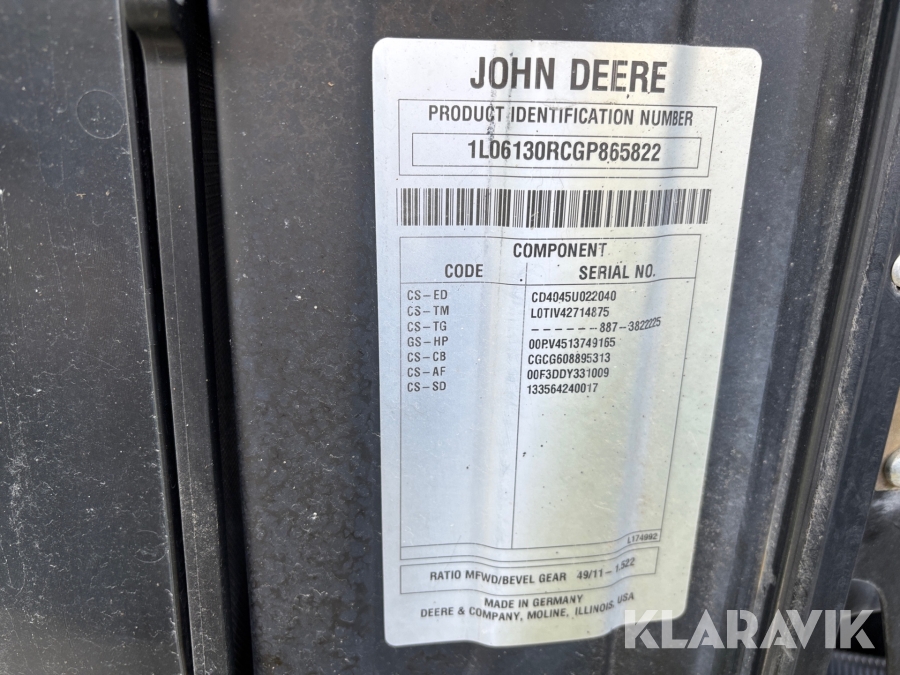 JOHN DEERE
PRODUCT IDENTIFICATION NUMBER
1L06130RCGP865822
COMPONENT
CODE SERIAL NO.
CS-ED CD4045U022040
CS-TM L0TIV42714875
CS-TG -------887-3822225
GS-HP 00RV4513749165
CS-CB CGCG608895313
CS-AF 00F3DDY331009
CS-SD 133564240017
L174992
RATIO MFWD/BEVEL GEAR 49/11-1.522
MADE IN GERMANY
DEERE & COMPANY, MOLINE, ILLINOIS, USA
KLARAVIK